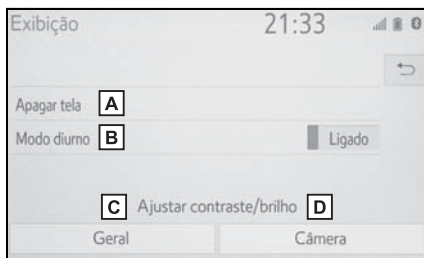 Exibição 21:33
Apagar tela A
Modo diurno B Ligado
C Ajustar contraste/brilho D
Geral Câmera